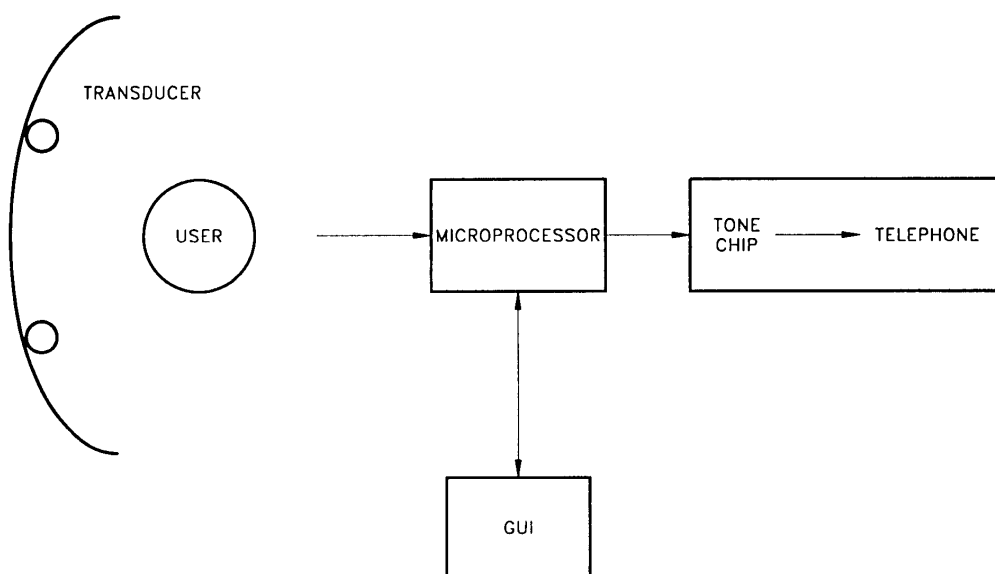 TRANSDUCER
USER
MICROPROCESSOR
TONE
CHIP
TELEPHONE
GUI